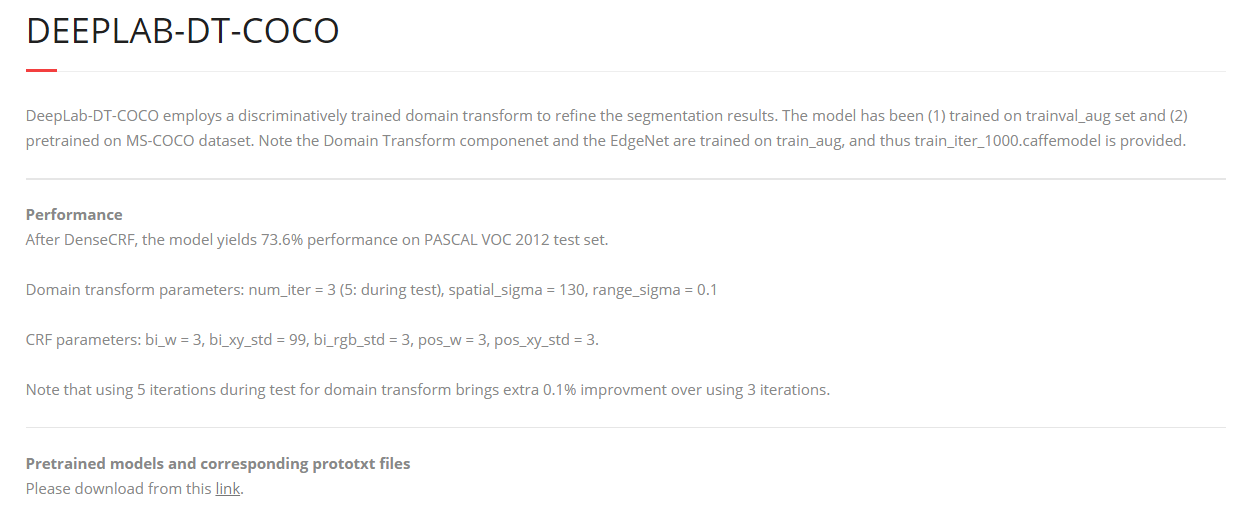 DEEPLAB-DT-COCO
DeepLab-DT-COCO employs a discriminatively trained domain transform to refine the segmentation results. The model has been (1) trained on trainval_aug set and (2)
pretrained on MS-COCO dataset. Note the Domain Transform componenet and the EdgeNet are trained on train_aug, and thus train_iter_1000.caffemodel is provided.
Performance
After DenseCRF, the model yields 73.6% performance on PASCAL VOC 2012 test set.
Domain transform parameters: num_iter = 3 (5: during test), spatial_sigma = 130, range_sigma = 0.1
CRF parameters: bi_w = 3, bi_xy_std = 99, bi_rgb_std = 3, pos_w = 3, pos_xy_std = 3.
Note that using 5 iterations during test for domain transform brings extra 0.1% improvment over using 3 iterations.
Pretrained models and corresponding prototxt files
Please download from this link.